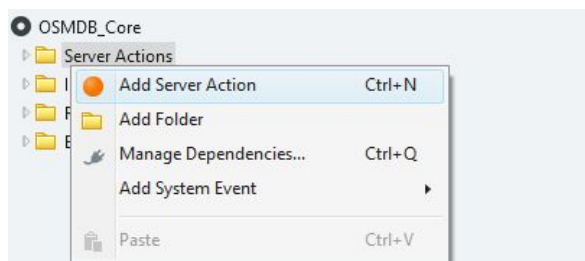 OSMDB_Core
Server Actions
I
Add Server Action Ctrl+N
F
Add Folder
E
Manage Dependencies... Ctrl+Q
Add System Event
Paste Ctrl+V